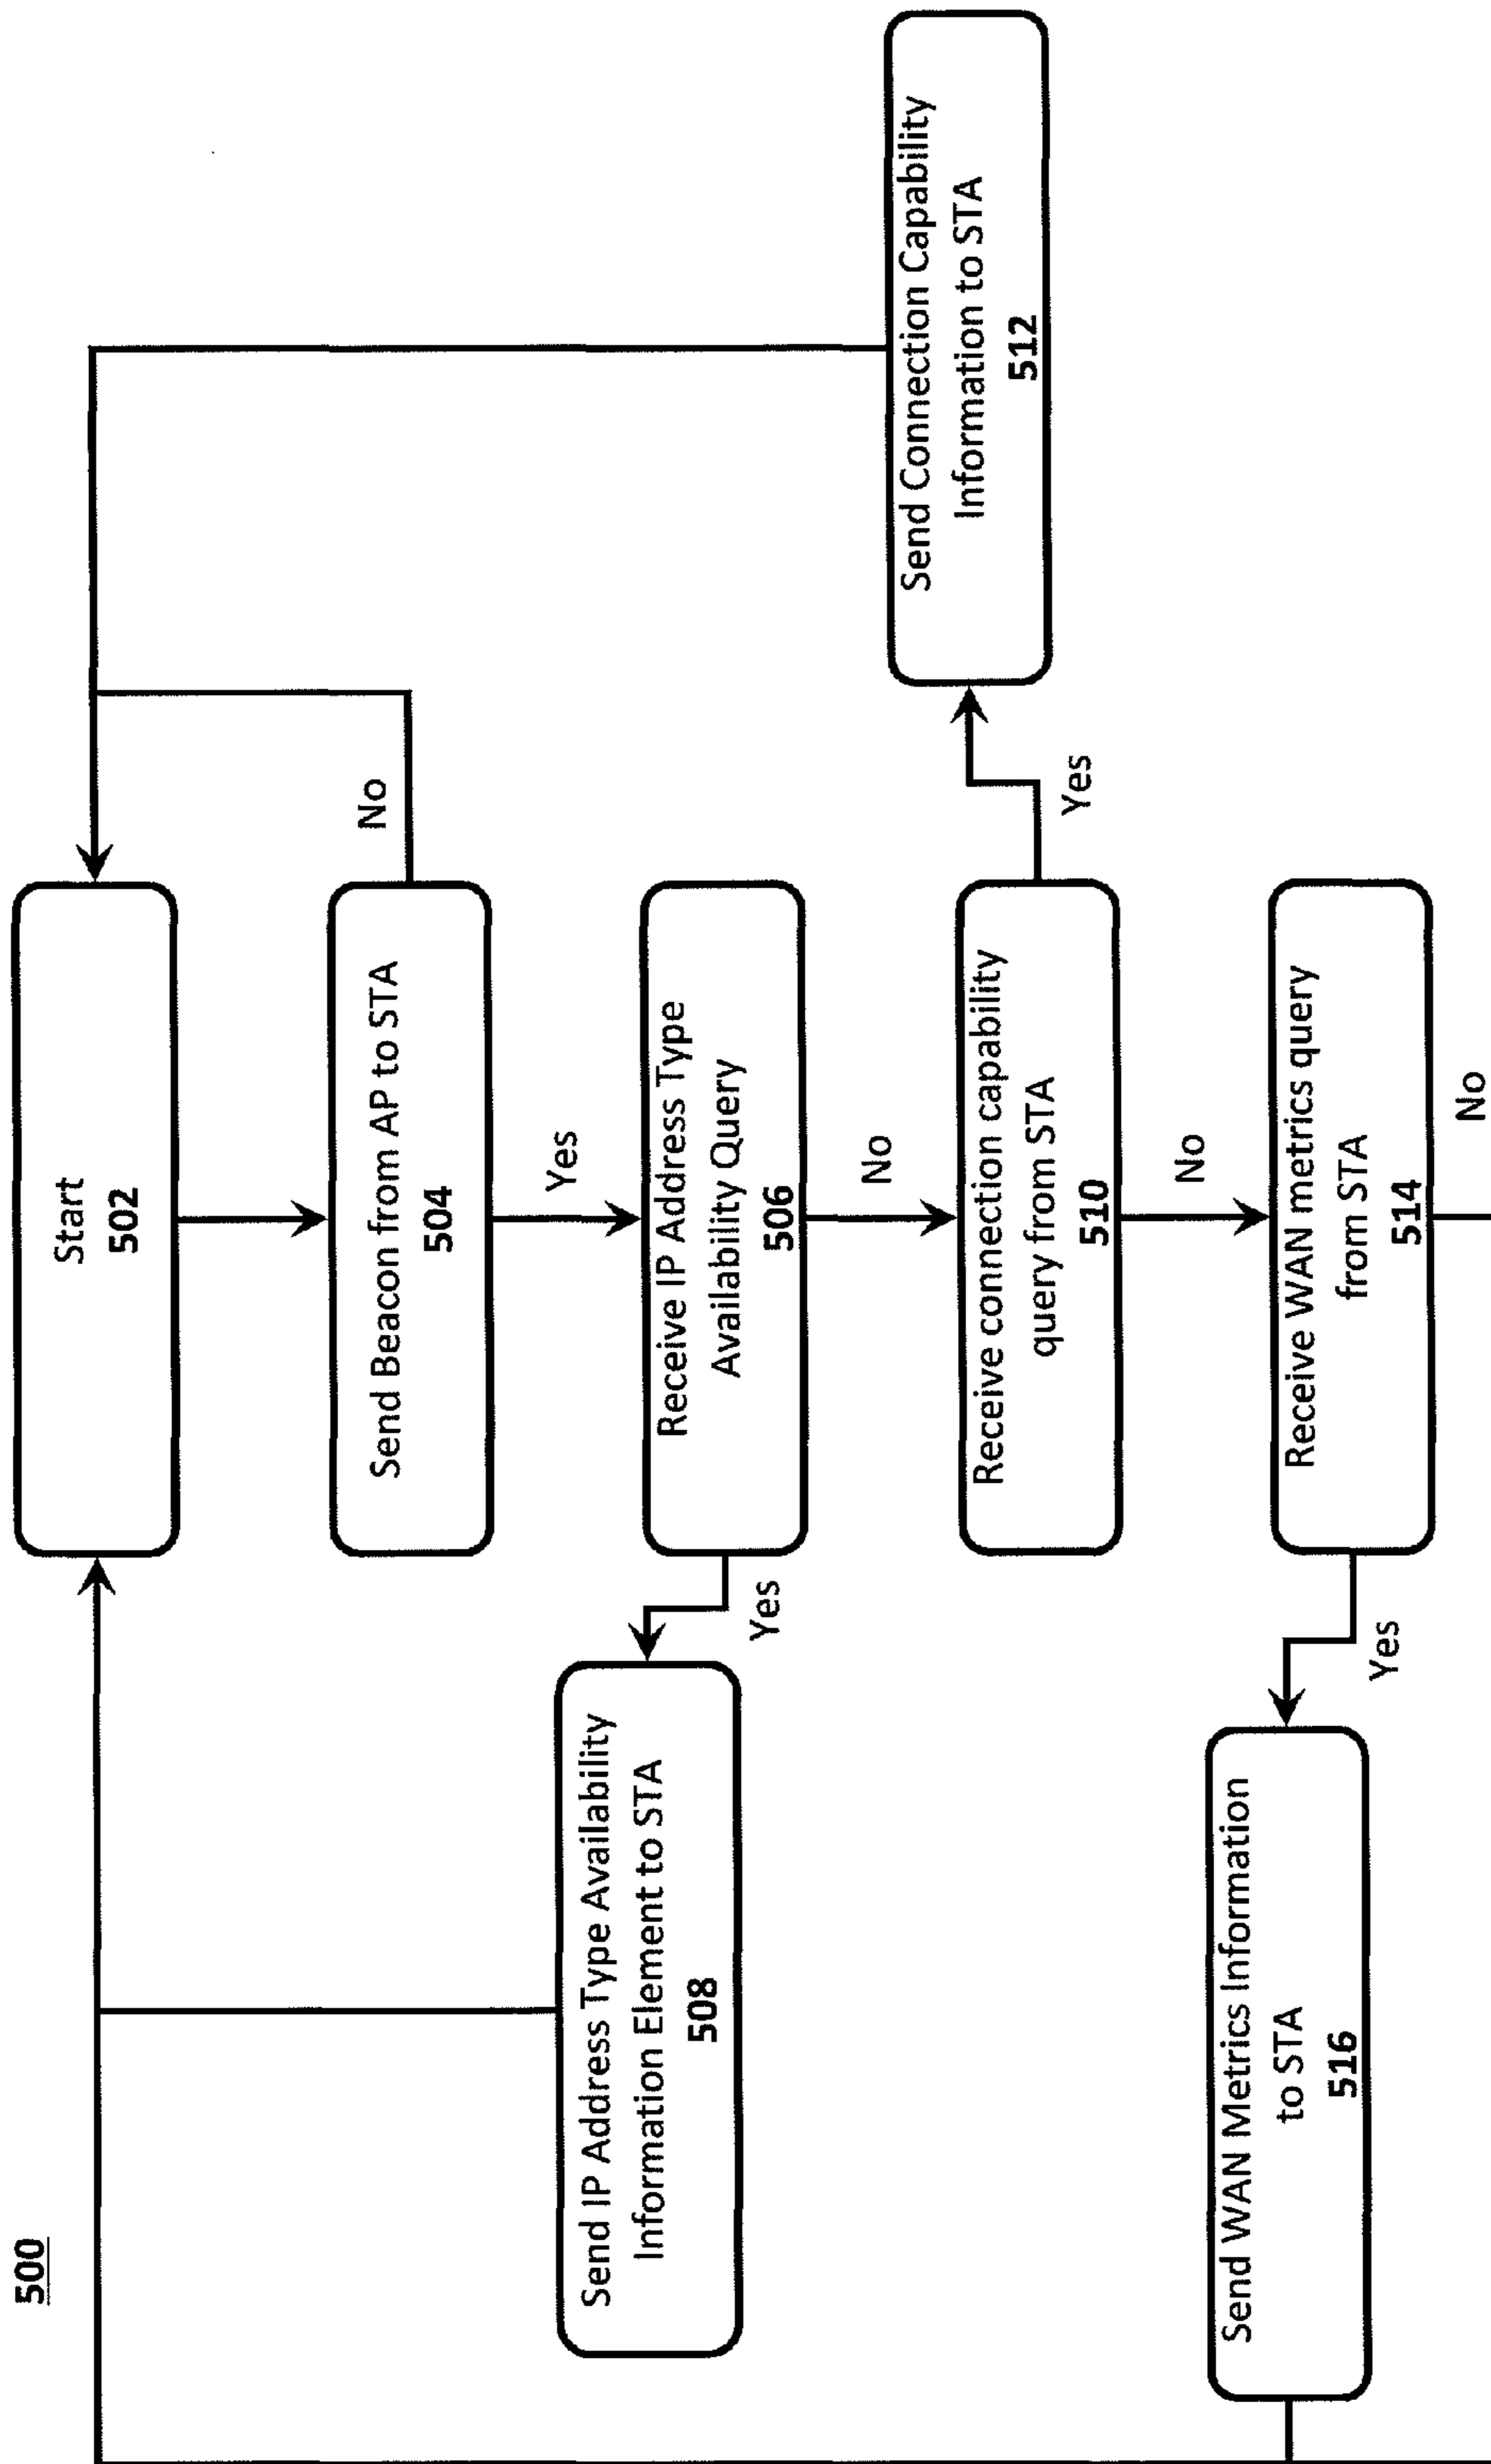 500
Start
502
Send Beacon from AP to STA
504
No
Yes
Receive IP Address Type
Availability Query
506
Yes
Send IP Address Type Availability
Information Element to STA
508
No
Receive connection capability
query from STA
510
Yes
Send Connection Capability
Information to STA
512
No
Receive WAN metrics query
from STA
514
Yes
Send WAN Metrics Information
to STA
516
No